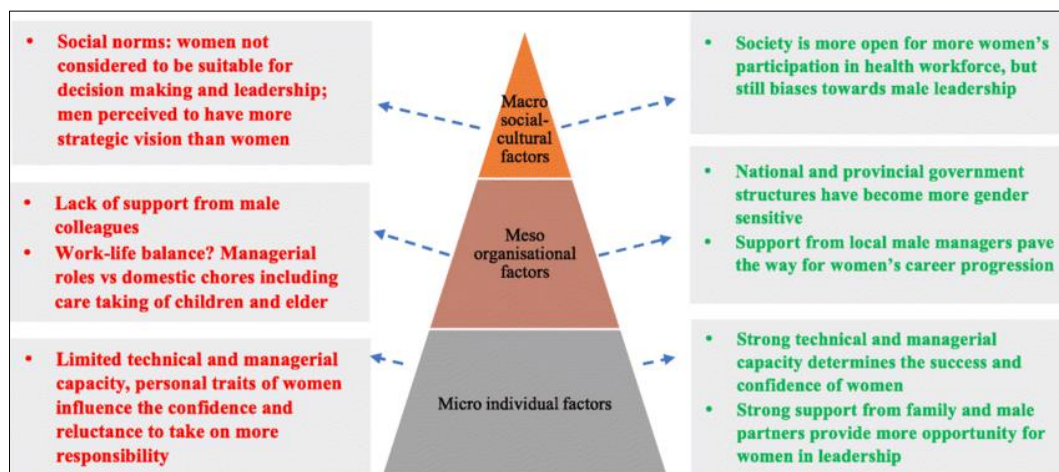 • Social norms: women not
considered to be suitable for
decision making and leadership;
men perceived to have more
strategic vision than women
• Lack of support from male
colleagues
• Work-life balance? Managerial
roles vs domestic chores including
care taking of children and elder
• Limited technical and managerial
capacity, personal traits of women
influence the confidence and
reluctance to take on more
responsibility
Macro
social-
cultural
factors
Meso
organisational
factors
Micro individual factors
• Society is more open for more women's
participation in health workforce, but
still biases towards male leadership
• National and provincial government
structures have become more gender
sensitive
• Support from local male managers pave
the way for women's career progression
• Strong technical and managerial
capacity determines the success and
confidence of women
• Strong support from family and male
partners provide more opportunity for
women in leadership